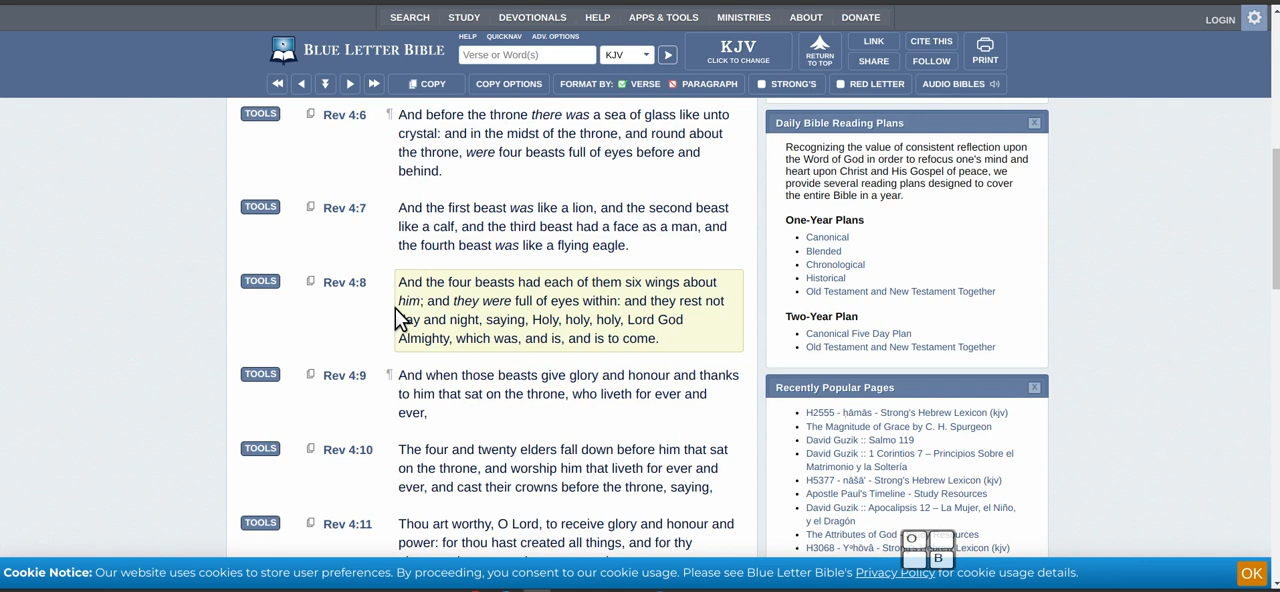 SEARCH STUDY DEVOTIONALS HELP APPS & TOOLS MINISTRIES ABOUT DONATE
LOGIN
BLUE LETTER BIBLE
HELP QUICKNAV ADV. OPTIONS
Verse or Word(s) KJV
KJV
CLICK TO CHANGE
RETURN
TO TOP
LINK CITE THIS
SHARE FOLLOW
PRINT
COPY COPY OPTIONS FORMAT BY: VERSE PARAGRAPH STRONG'S RED LETTER AUDIO BIBLES
TOOLS Rev 4:6 ¶ And before the throne there was a sea of glass like unto
crystal: and in the midst of the throne, and round about
the throne, were four beasts full of eyes before and
behind.
TOOLS Rev 4:7 And the first beast was like a lion, and the second beast
like a calf, and the third beast had a face as a man, and
the fourth beast was like a flying eagle.
TOOLS Rev 4:8 And the four beasts had each of them six wings about
him; and they were full of eyes within: and they rest not
day and night, saying, Holy, holy, holy, Lord God
Almighty, which was, and is, and is to come.
TOOLS Rev 4:9 ¶ And when those beasts give glory and honour and thanks
to him that sat on the throne, who liveth for ever and
ever,
TOOLS Rev 4:10 The four and twenty elders fall down before him that sat
on the throne, and worship him that liveth for ever and
ever, and cast their crowns before the throne, saying,
TOOLS Rev 4:11 Thou art worthy, O Lord, to receive glory and honour and
power: for thou hast created all things, and for thy
Daily Bible Reading Plans X
Recognizing the value of consistent reflection upon
the Word of God in order to refocus one's mind and
heart upon Christ and His Gospel of peace, we
provide several reading plans designed to cover
the entire Bible in a year.
One-Year Plans
• Canonical
• Blended
• Chronological
• Historical
• Old Testament and New Testament Together
Two-Year Plan
• Canonical Five Day Plan
• Old Testament and New Testament Together
Recently Popular Pages X
• H2555 - ḥāmās - Strong's Hebrew Lexicon (kjv)
• The Magnitude of Grace by C. H. Spurgeon
• David Guzik :: Salmo 119
• David Guzik :: 1 Corintios 7 – Principios Sobre el
Matrimonio y la Soltería
• H5377 - nāšā' - Strong's Hebrew Lexicon (kjv)
• Apostle Paul's Timeline - Study Resources
• David Guzik :: Apocalipsis 12 – La Mujer, el Niño,
y el Dragón
• The Attributes of God - Resources
• H3068 - Yᵊhōvâ - Strong's Lexicon (kjv)
O
B
Cookie Notice: Our website uses cookies to store user preferences. By proceeding, you consent to our cookie usage. Please see Blue Letter Bible's Privacy Policy for cookie usage details. OK